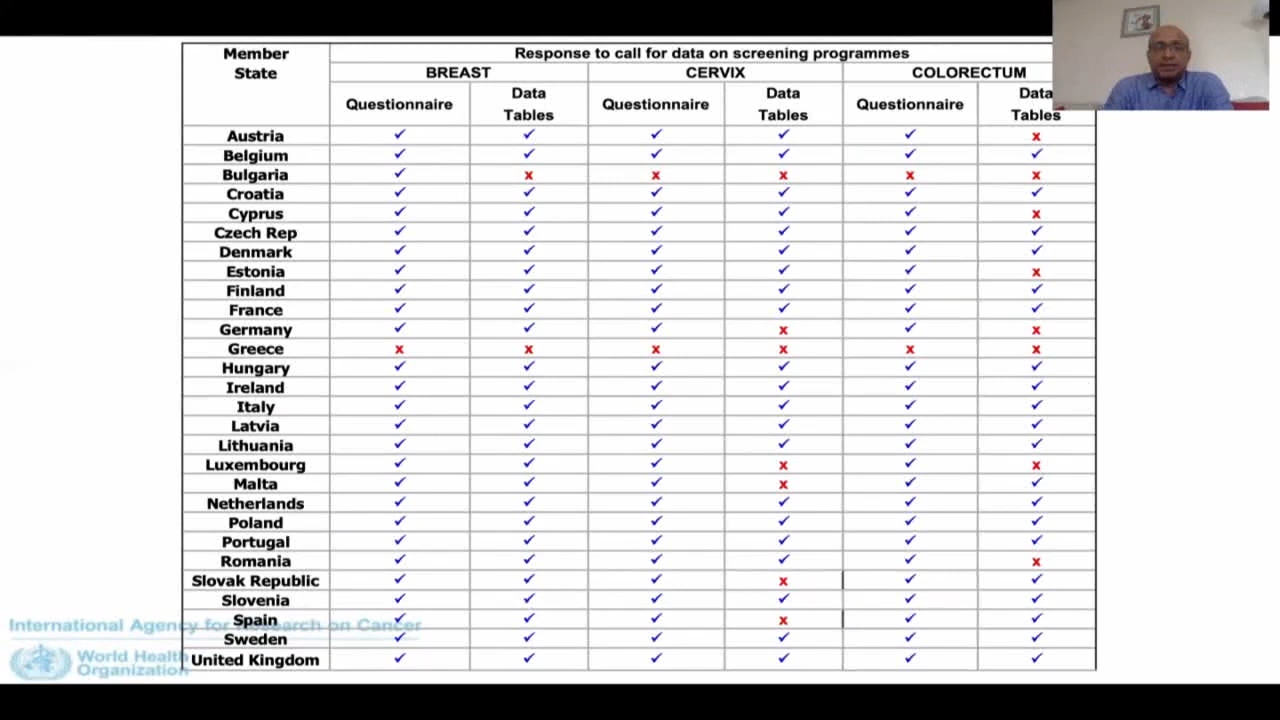 Member State Response to call for data on screening programmes
BREAST CERVIX COLORECTUM
Questionnaire Data Tables Questionnaire Data Tables Questionnaire Data Tables
Austria ✓ ✓ ✓ ✓ ✓ x
Belgium ✓ ✓ ✓ ✓ ✓ ✓
Bulgaria ✓ x x x x x
Croatia ✓ ✓ ✓ ✓ ✓ ✓
Cyprus ✓ ✓ ✓ ✓ ✓ x
Czech Rep ✓ ✓ ✓ ✓ ✓ ✓
Denmark ✓ ✓ ✓ ✓ ✓ ✓
Estonia ✓ ✓ ✓ ✓ ✓ x
Finland ✓ ✓ ✓ ✓ ✓ ✓
France ✓ ✓ ✓ ✓ ✓ ✓
Germany ✓ ✓ ✓ x ✓ x
Greece x x x x x x
Hungary ✓ ✓ ✓ ✓ ✓ ✓
Ireland ✓ ✓ ✓ ✓ ✓ ✓
Italy ✓ ✓ ✓ ✓ ✓ ✓
Latvia ✓ ✓ ✓ ✓ ✓ ✓
Lithuania ✓ ✓ ✓ ✓ ✓ ✓
Luxembourg ✓ ✓ ✓ x ✓ x
Malta ✓ ✓ ✓ x ✓ ✓
Netherlands ✓ ✓ ✓ ✓ ✓ ✓
Poland ✓ ✓ ✓ ✓ ✓ ✓
Portugal ✓ ✓ ✓ ✓ ✓ ✓
Romania ✓ ✓ ✓ ✓ ✓ x
Slovak Republic ✓ ✓ ✓ x ✓ ✓
Slovenia ✓ ✓ ✓ ✓ ✓ ✓
Spain ✓ ✓ ✓ x ✓ ✓
Sweden ✓ ✓ ✓ ✓ ✓ ✓
United Kingdom ✓ ✓ ✓ ✓ ✓ ✓
International Agency for Research on Cancer
World Health
Organization